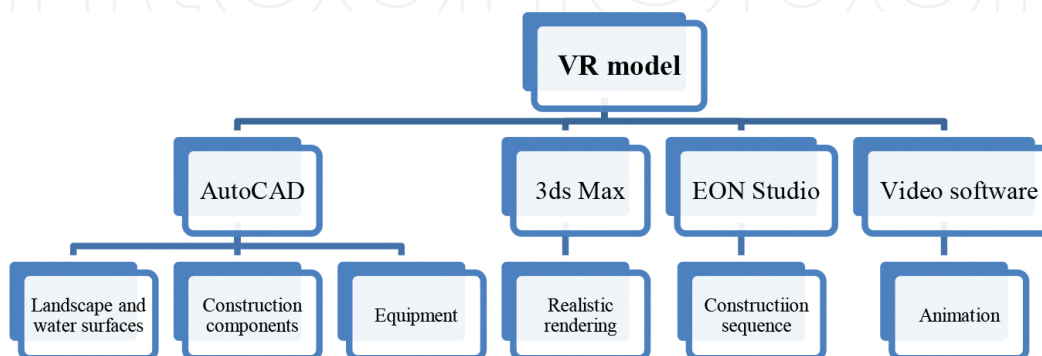 VR model
AutoCAD
3ds Max
EON Studio
Video software
Landscape and
water surfaces
Construction
components
Equipment
Realistic
rendering
Constructiion
sequence
Animation